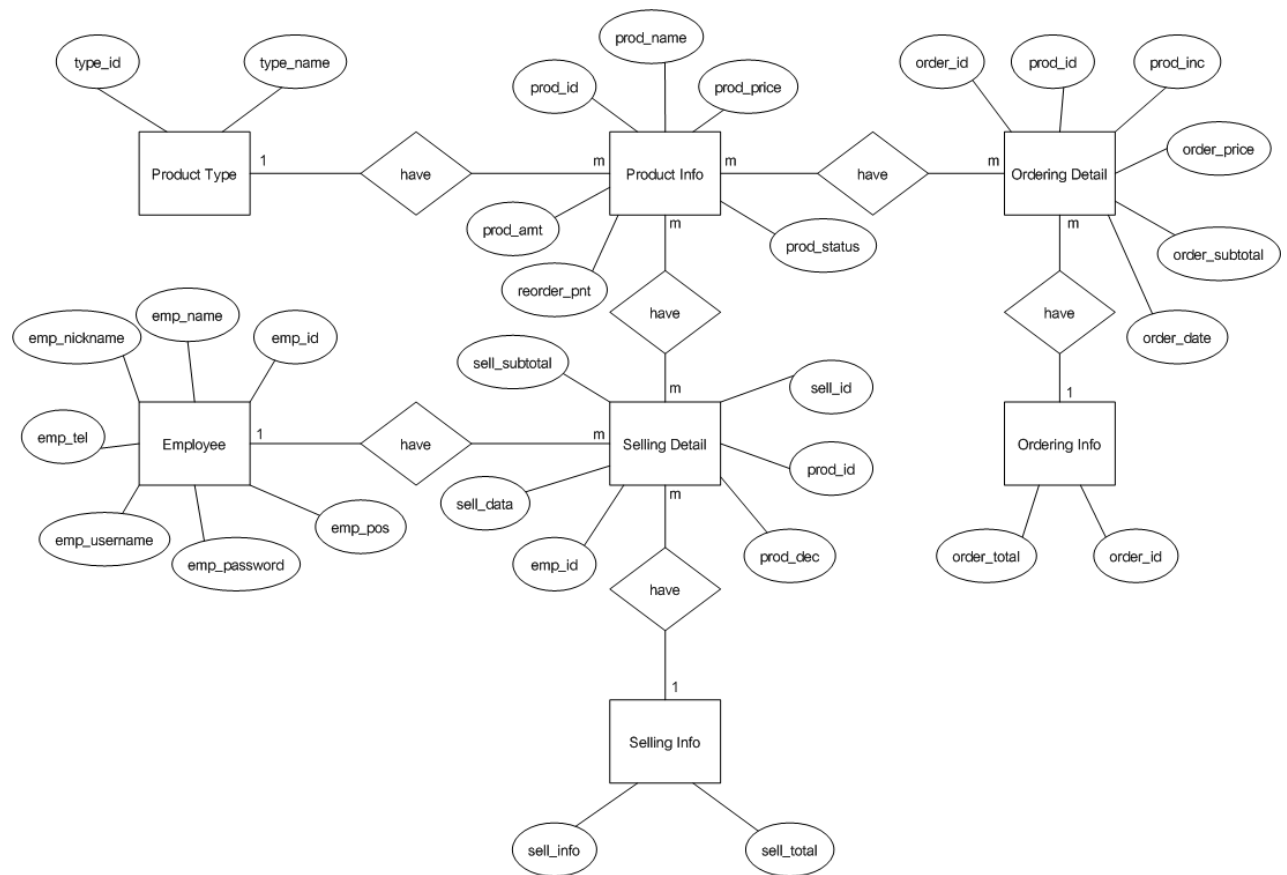 prod_name
type_id
type_name
order_id
prod_id
prod_inc
prod_id
prod_price
order_price
Product Type
1
have
m
Product Info
m
have
m
Ordering Detail
prod_amt
m
prod_status
m
order_subtotal
reorder_pnt
emp_name
have
have
emp_nickname
emp_id
order_date
sell_subtotal
m
sell_id
1
emp_tel
Employee
1
have
m
Selling Detail
Ordering Info
prod_id
sell_data
m
emp_pos
emp_username
emp_password
emp_id
prod_dec
order_total
order_id
have
1
Selling Info
sell_info
sell_total